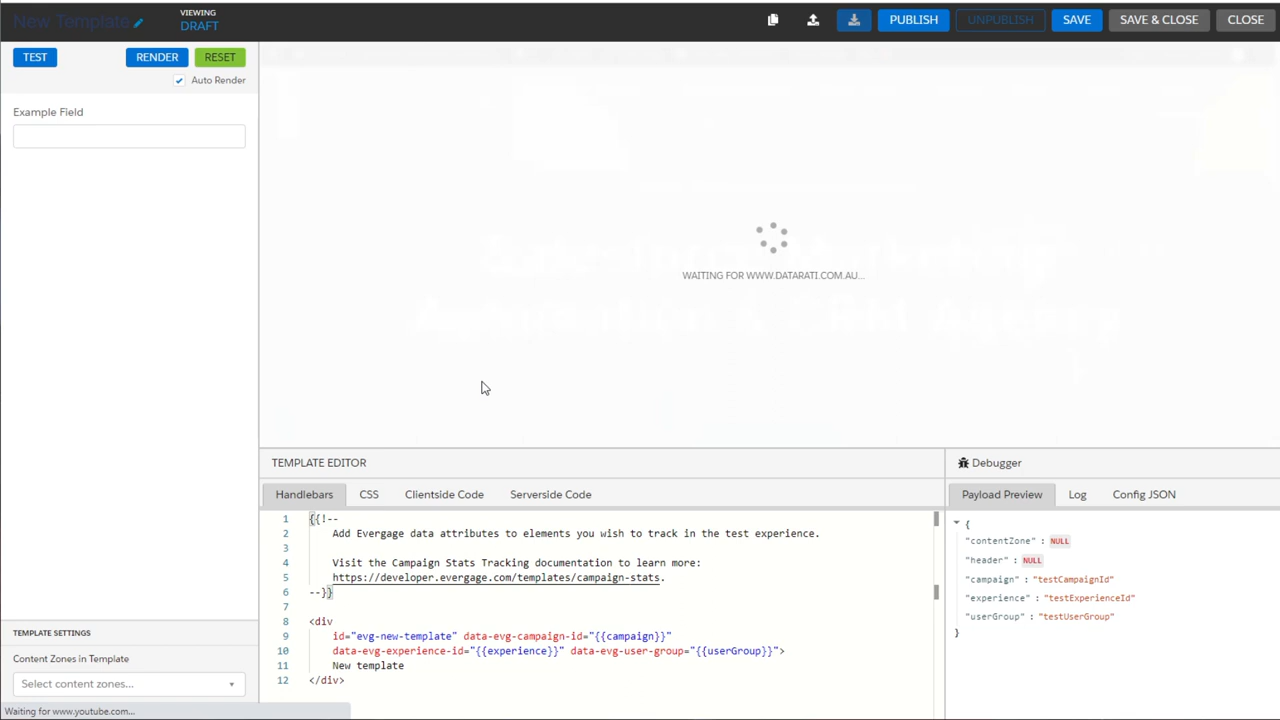 New Template
VIEWING
DRAFT
PUBLISH
UNPUBLISH
SAVE
SAVE & CLOSE
CLOSE
TEST
RENDER
RESET
Auto Render
Example Field
WAITING FOR WWW.DATARATI.COM.AU...
TEMPLATE EDITOR
Handlebars
CSS
Clientside Code
Serverside Code
1 {{!--
2 Add Evergage data attributes to elements you wish to track in the test experience.
3
4 Visit the Campaign Stats Tracking documentation to learn more:
5 https://developer.evergage.com/templates/campaign-stats.
6 --}}
7
8 <div
9 id="evg-new-template" data-evg-campaign-id="{{campaign}}"
10 data-evg-experience-id="{{experience}}" data-evg-user-group="{{userGroup}}">
11 New template
12 </div>
Debugger
Payload Preview
Log
Config JSON
{
"contentZone" : NULL
"header" : NULL
"campaign" : "testCampaignId"
"experience" : "testExperienceId"
"userGroup" : "testUserGroup"
}
TEMPLATE SETTINGS
Content Zones in Template
Select content zones...
Waiting for www.youtube.com...